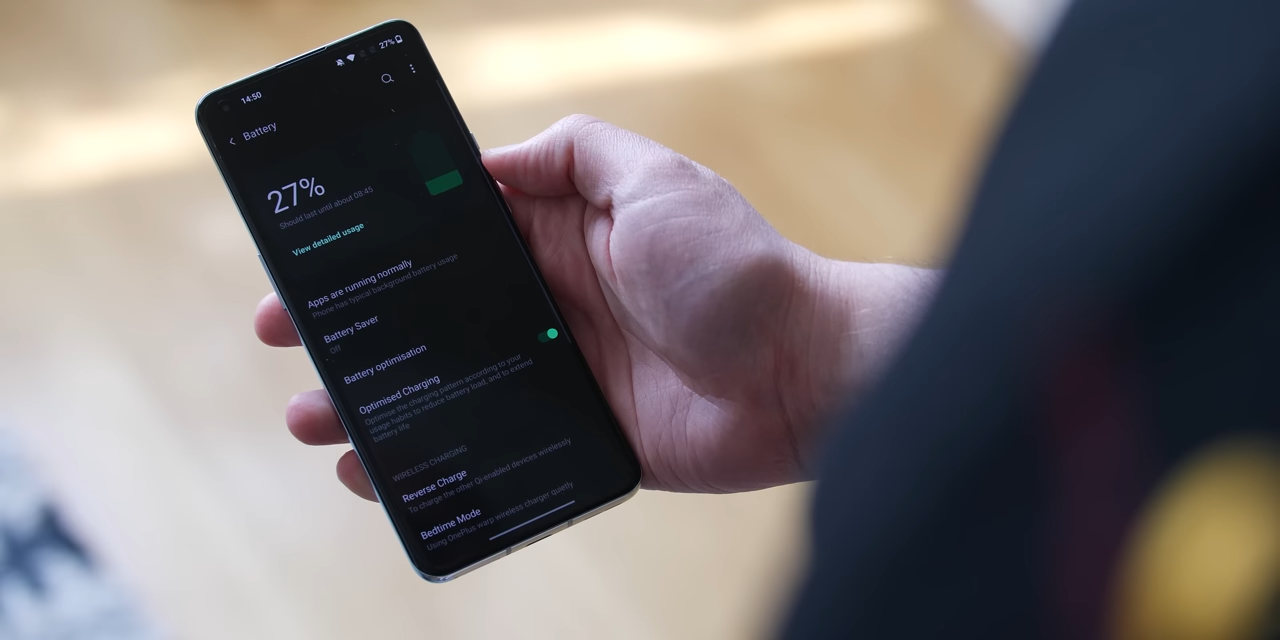 14:50
27%
Battery
27%
Should last until about 08:45
View detailed usage
Apps are running normally
Phone has typical background battery usage
Battery Saver
Off
Battery optimisation
Optimised Charging
Optimise the charging pattern according to your
usage habits to reduce battery load, and to extend
battery life
WIRELESS CHARGING
Reverse Charge
To charge the other Qi-enabled devices wirelessly
Bedtime Mode
Using OnePlus warp wireless charger quietly